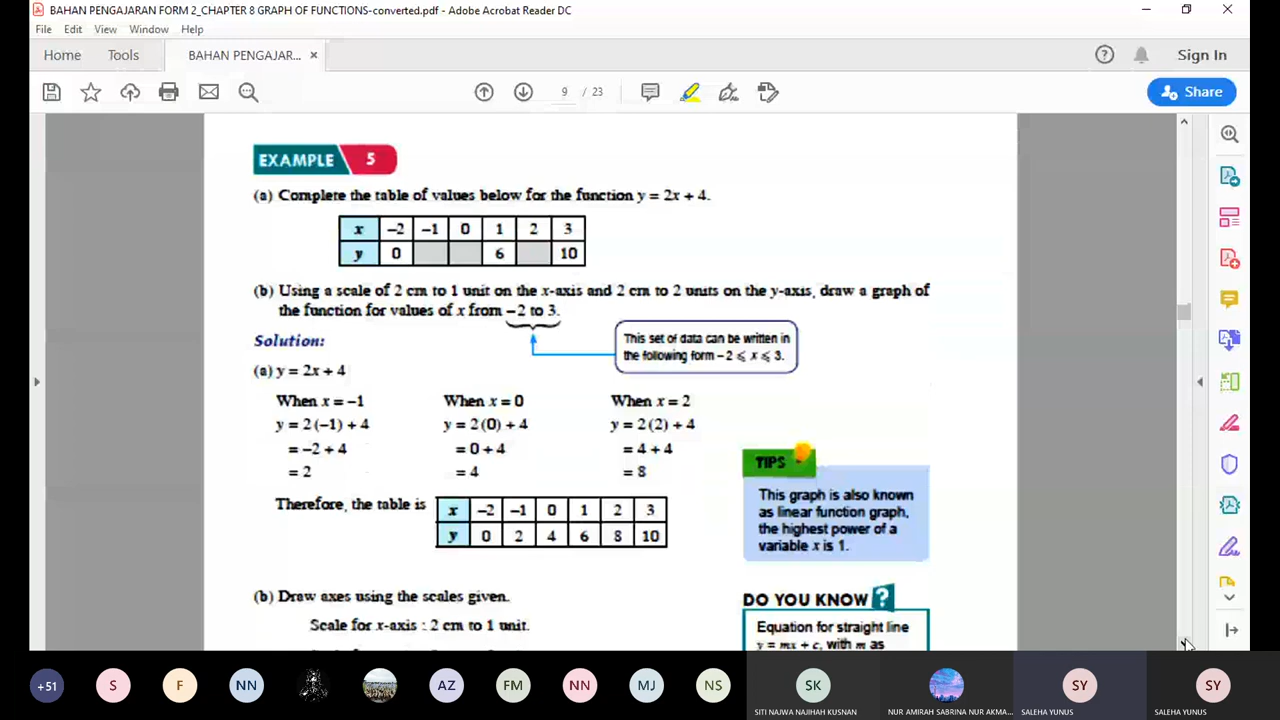 BAHAN PENGAJARAN FORM 2_CHAPTER 8 GRAPH OF FUNCTIONS-converted.pdf - Adobe Acrobat Reader DC
File Edit View Window Help
Home Tools BAHAN PENGAJAR... ×
Sign In
9 / 23
Share
EXAMPLE 5
(a) Complete the table of values below for the function y = 2x + 4.
x −2 −1 0 1 2 3
y 0 6 10
(b) Using a scale of 2 cm to 1 unit on the x-axis and 2 cm to 2 units on the y-axis, draw a graph of
the function for values of x from −2 to 3.
This set of data can be written in
the following form − 2 ⩽ x ⩽ 3.
Solution:
(a) y = 2x + 4
When x = −1 When x = 0 When x = 2
y = 2(−1) + 4 y = 2(0) + 4 y = 2(2) + 4
= −2 + 4 = 0 + 4 = 4 + 4
= 2 = 4 = 8
Therefore, the table is
x −2 −1 0 1 2 3
y 0 2 4 6 8 10
TIPS
This graph is also known
as linear function graph,
the highest power of a
variable x is 1.
(b) Draw axes using the scales given.
Scale for x-axis : 2 cm to 1 unit.
DO YOU KNOW ?
Equation for straight line
y = mx + c, with m as
+51 S F NN AZ FM NN MJ NS SK SY SY
SITI NAJWA NAJIHAH KUSNAN NUR AMIRAH SABRINA NUR AKMA... SALEHA YUNUS SALEHA YUNUS